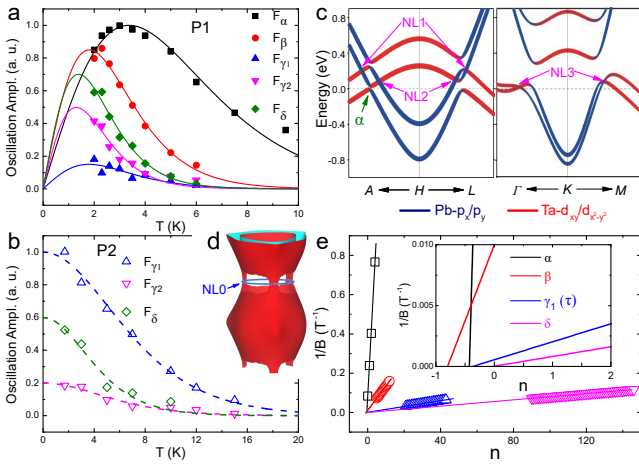 a
P1
Oscillation Ampl. (a. u.)
1.0
0.8
0.6
0.4
0.2
0.0
0 2 4 6 8 10
T (K)
Fα
Fβ
Fγ1
Fγ2
Fδ
b
P2
Oscillation Ampl. (a. u.)
1.0
0.8
0.6
0.4
0.2
0.0
0 4 8 12 16 20
T (K)
Fγ1
Fγ2
Fδ
c
Energy (eV)
0.8
0.4
0.0
-0.4
-0.8
NL1
NL2
NL3
α
A H L
Γ K M
Pb-px/py
Ta-dxy/dx²-y²
d
NL0
e
1/B (T⁻¹)
0.8
0.6
0.4
0.2
0.0
0 50 100 150
n
1/B (T⁻¹)
0.010
0.005
0.000
-1 0 1 2
n
α
β
γ1 (τ)
δ